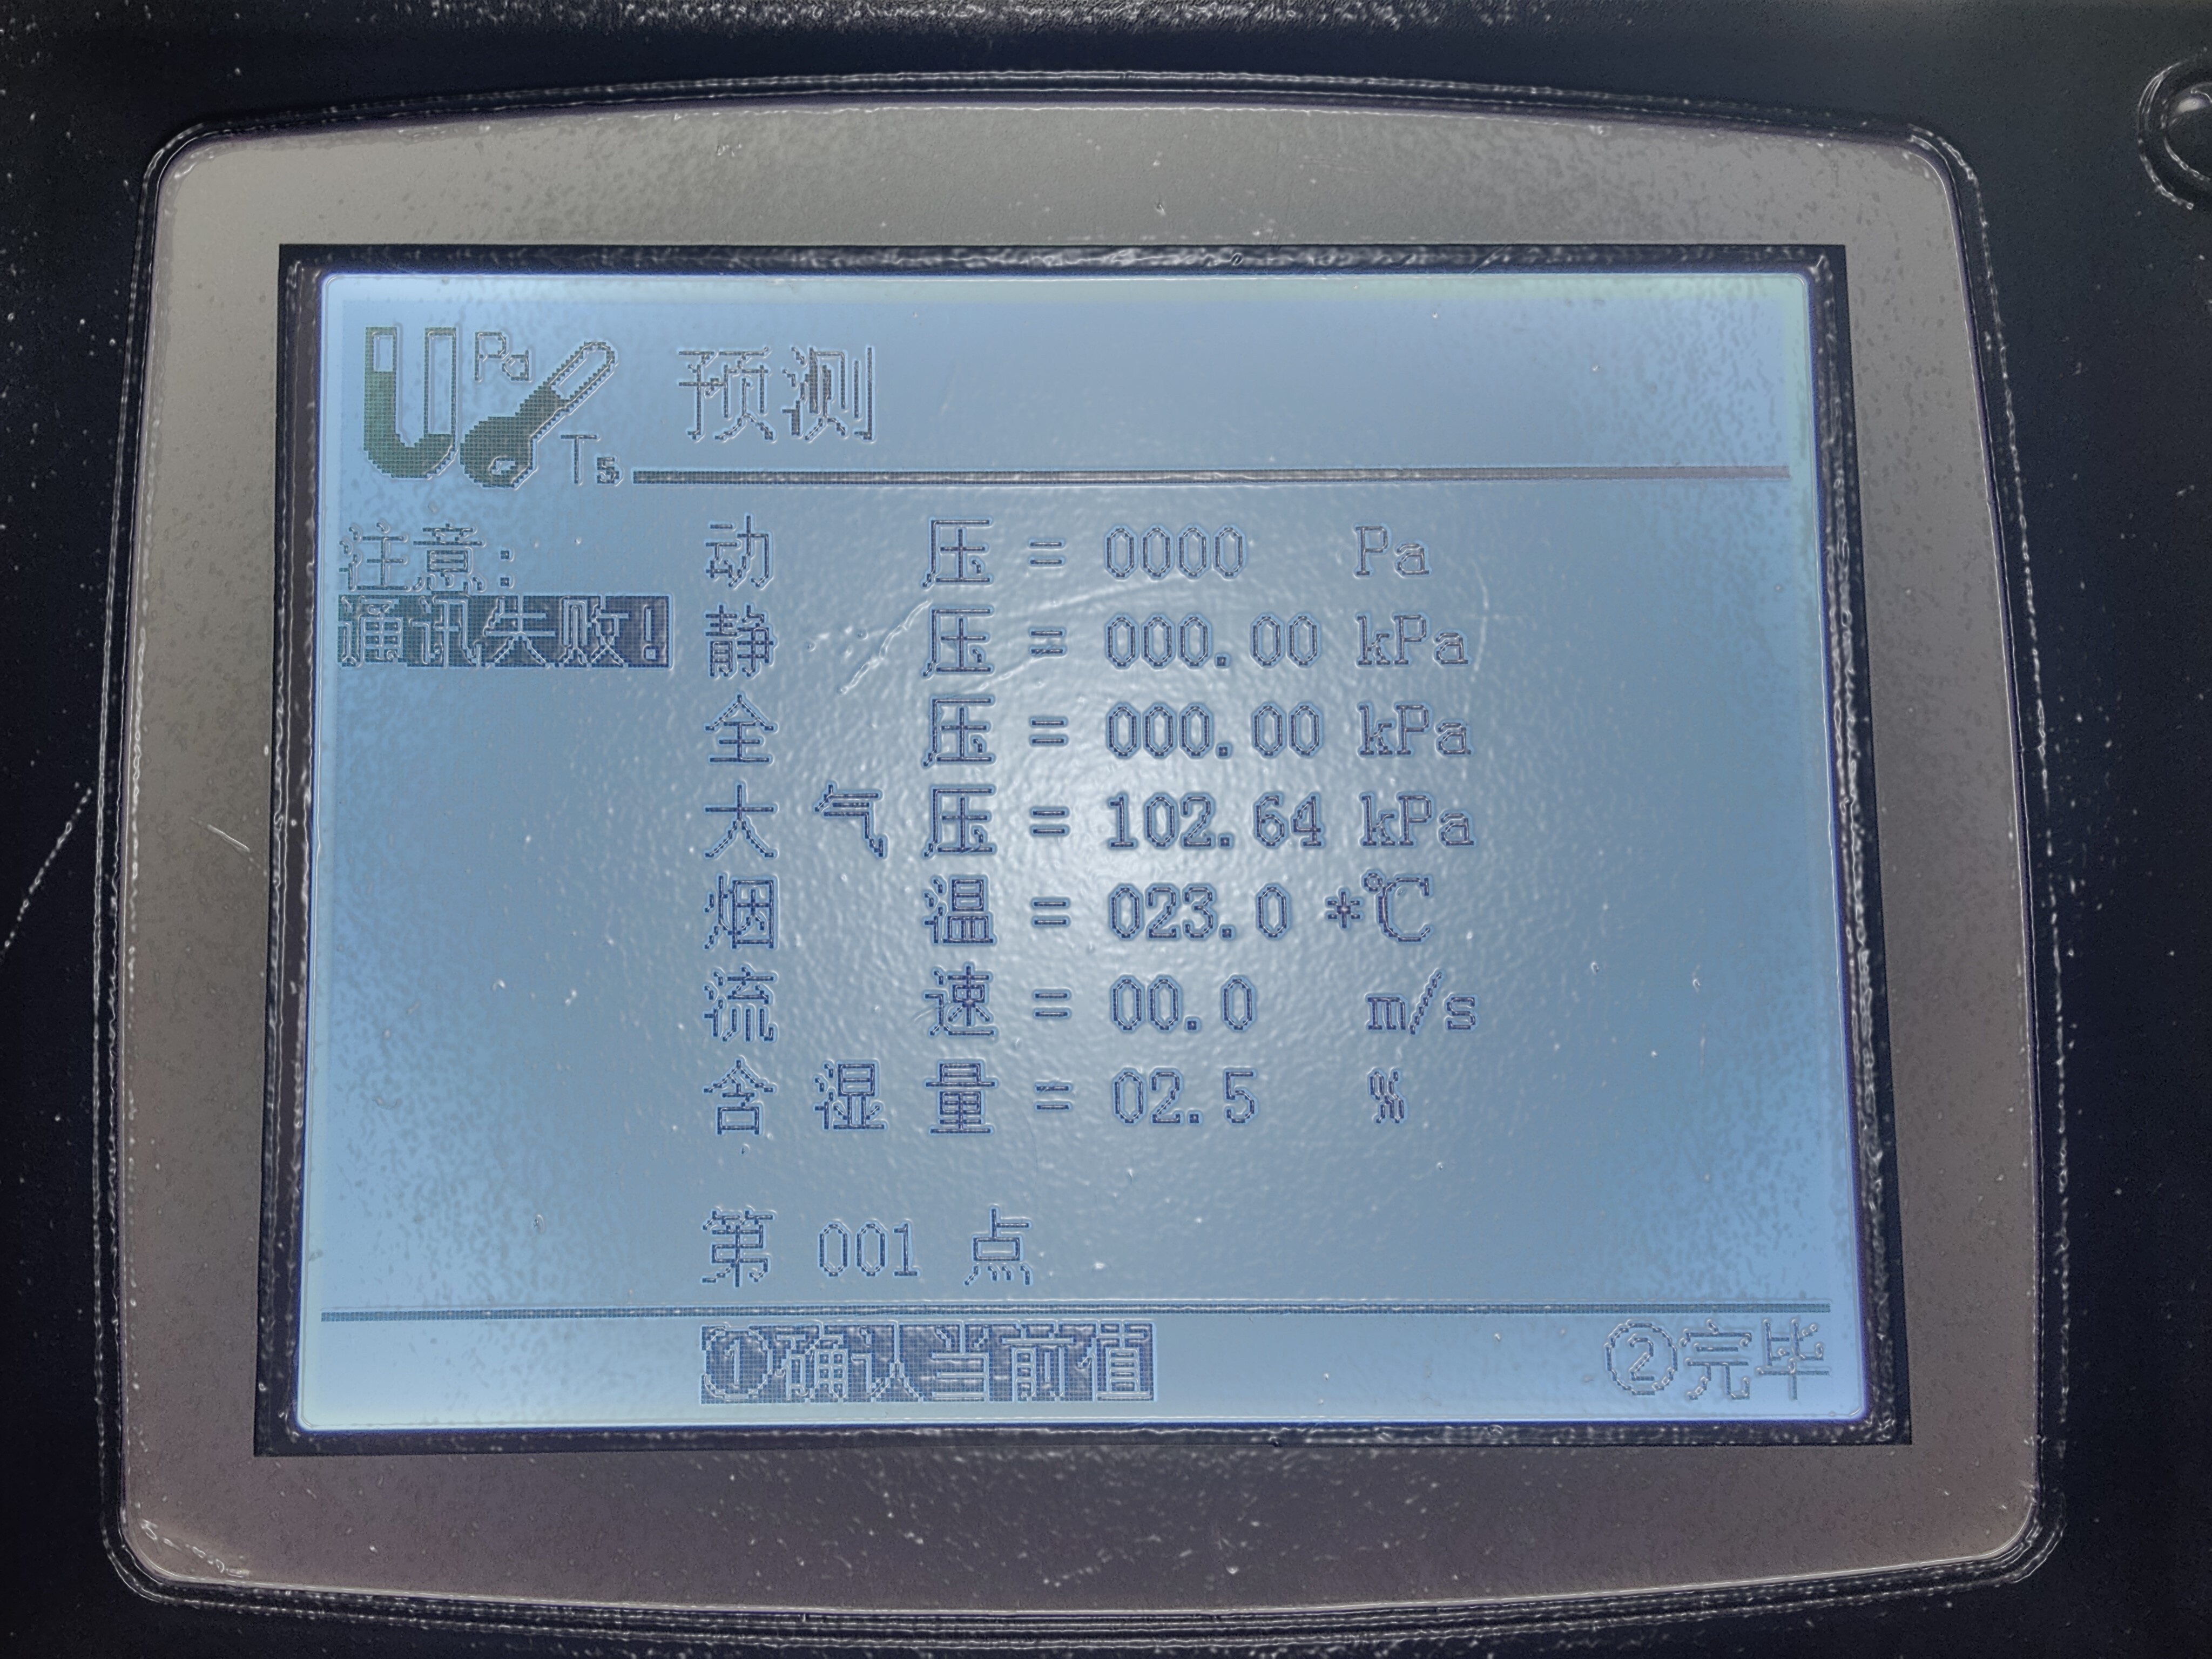 Pa
Ts
预测
注意:
通讯失败!
动 压 = 0000 Pa
静 压 = 000.00 kPa
全 压 = 000.00 kPa
大 气 压 = 102.64 kPa
烟 温 = 023.0 *℃
流 速 = 00.0 m/s
含 湿 量 = 02.5 %
第 001 点
①确认当前值 ②完毕